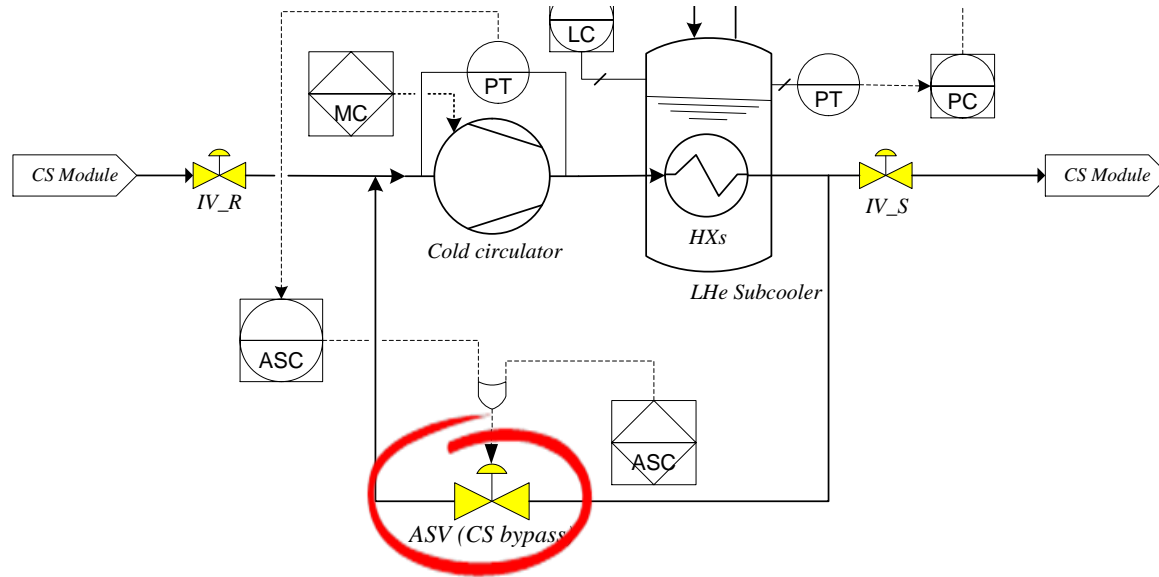 LC
PT
MC
PT
PC
CS Module
IV_R
IV_S
CS Module
HXs
Cold circulator
LHe Subcooler
ASC
ASC
ASV (CS bypass)